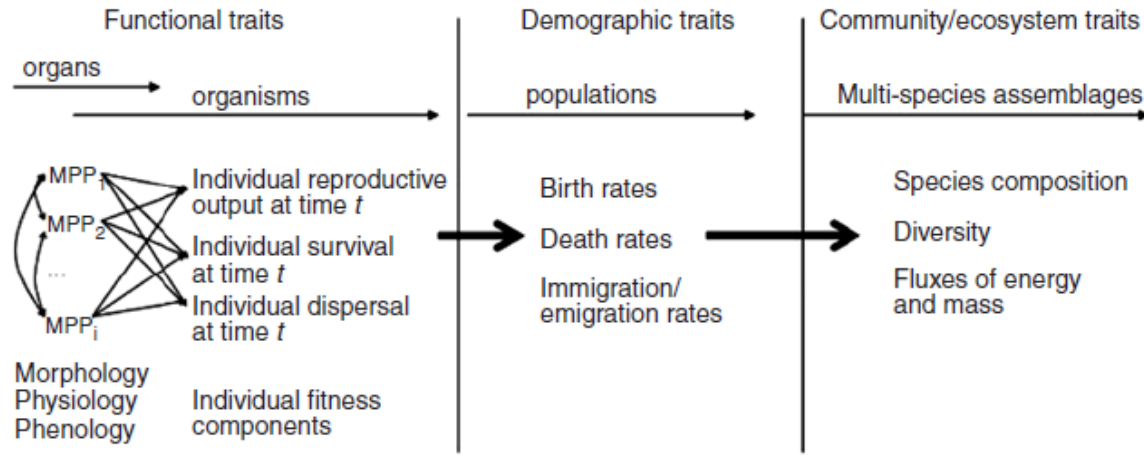 Functional traits
Demographic traits
Community/ecosystem traits
organs
organisms
populations
Multi-species assemblages
MPP1
MPP2
...
MPPi
Individual reproductive
output at time t
Individual survival
at time t
Individual dispersal
at time t
Birth rates
Death rates
Immigration/
emigration rates
Species composition
Diversity
Fluxes of energy
and mass
Morphology
Physiology
Phenology
Individual fitness
components